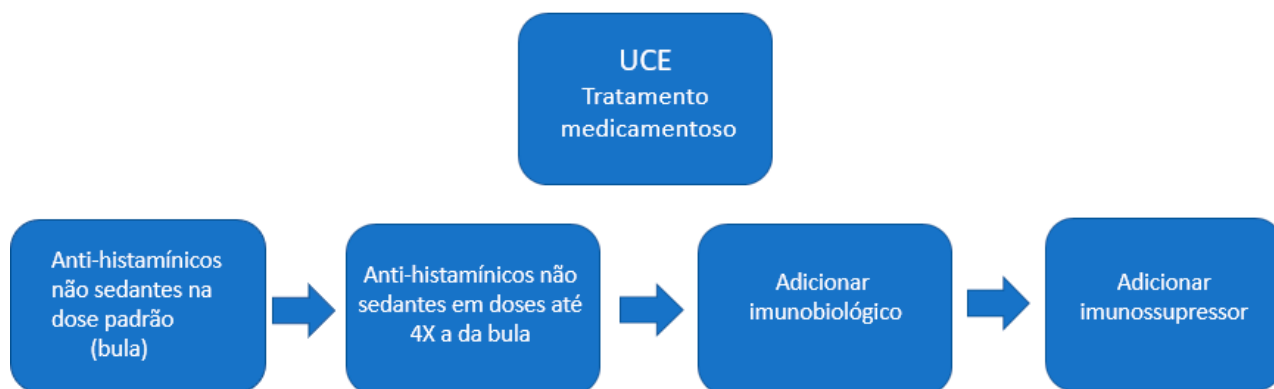 UCE
Tratamento
medicamentoso
Anti-histamínicos
não sedantes na
dose padrão
(bula)
Anti-histamínicos não
sedantes em doses até
4X a da bula
Adicionar
imunobiológico
Adicionar
imunossupressor